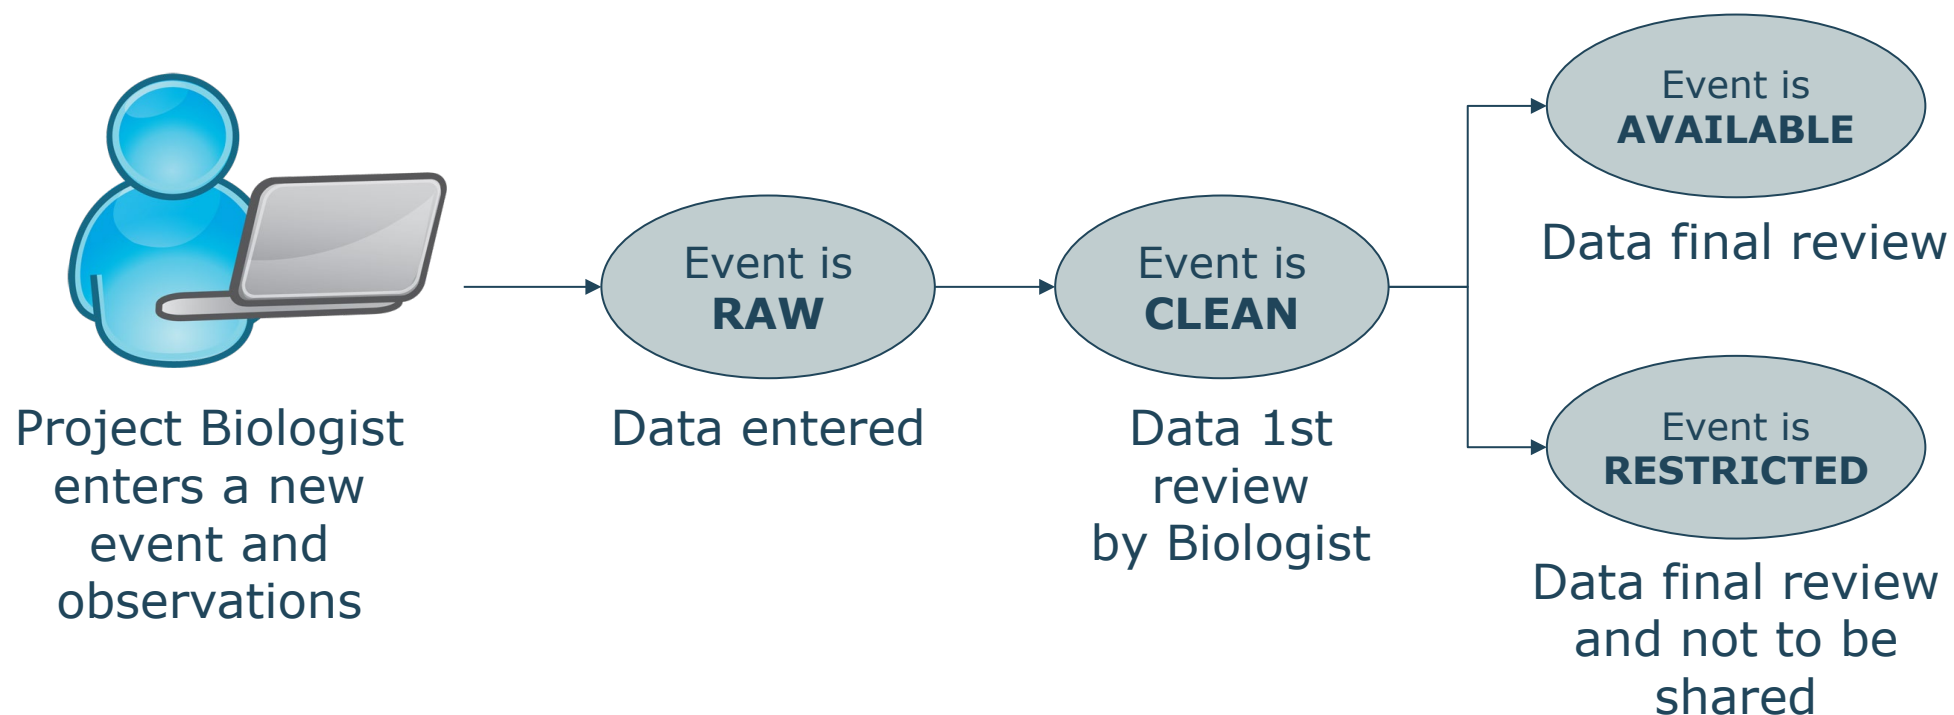 Project Biologist
enters a new
event and
observations
Event is
RAW
Data entered
Event is
CLEAN
Data 1st
review
by Biologist
Event is
AVAILABLE
Data final review
Event is
RESTRICTED
Data final review
and not to be
shared